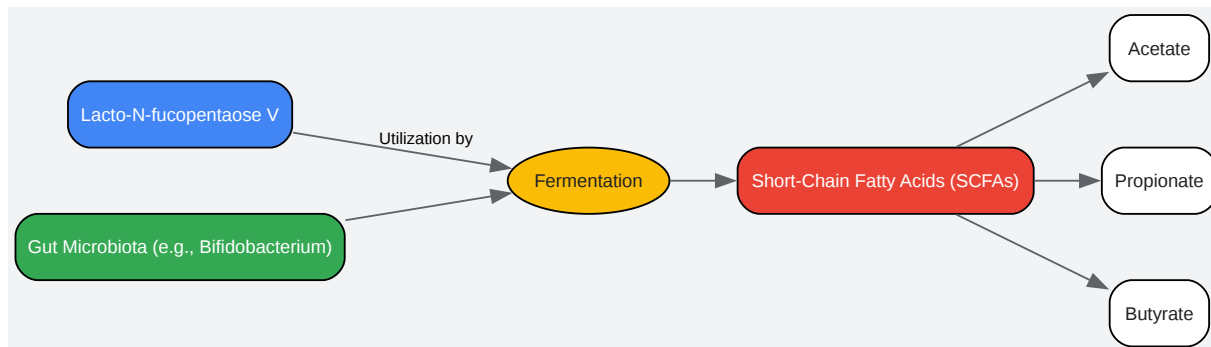 Lacto-N-fucopentaose V
Utilization by
Gut Microbiota (e.g., Bifidobacterium)
Fermentation
Short-Chain Fatty Acids (SCFAs)
Acetate
Propionate
Butyrate